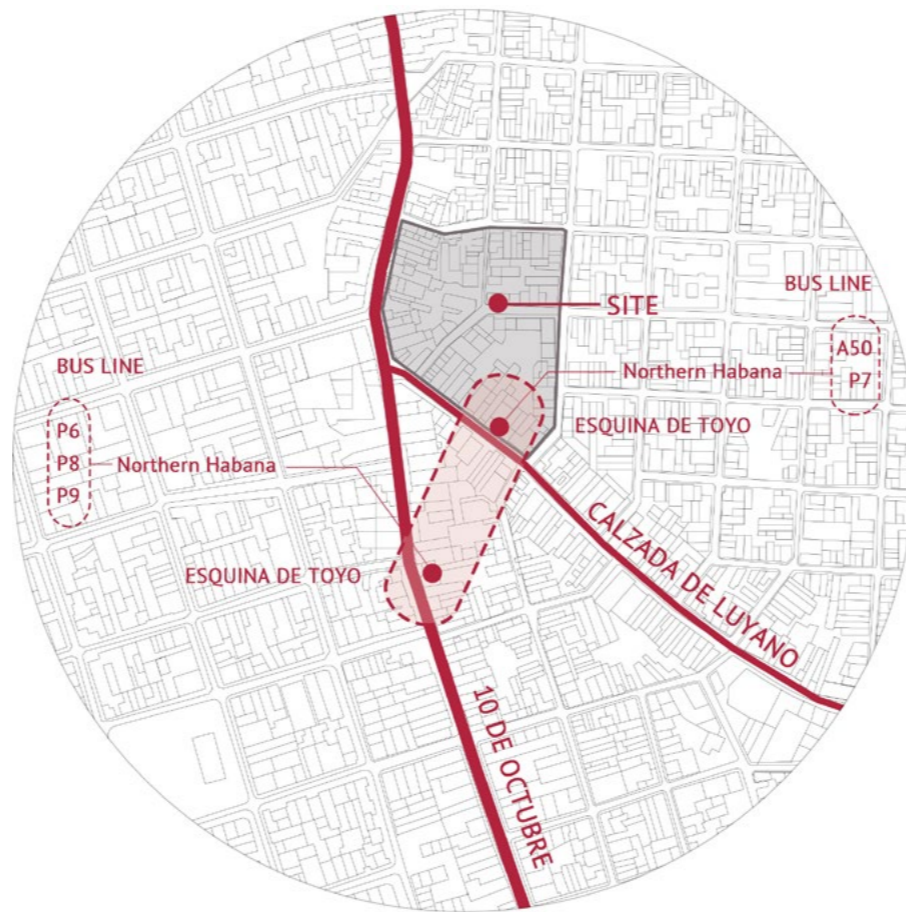 BUS LINE
SITE
A50
BUS LINE
Northern Habana
P7
P6
ESQUINA DE TOYO
P8
Northern Habana
P9
CALZADA DE LUYANO
ESQUINA DE TOYO
10 DE OCTUBRE